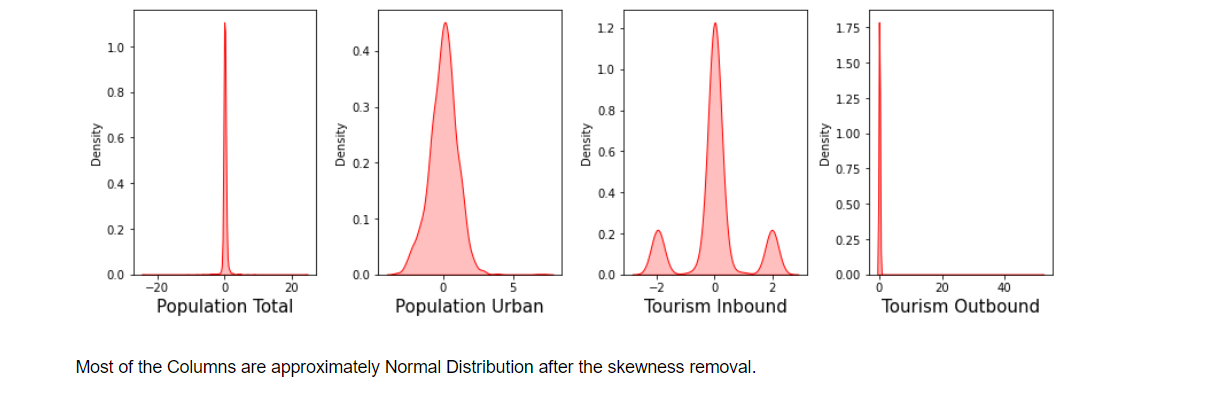 Density
1.0
0.8
0.6
0.4
0.2
0.0
−20 0 20
Population Total
Density
0.4
0.3
0.2
0.1
0.0
0 5
Population Urban
Density
1.2
1.0
0.8
0.6
0.4
0.2
0.0
−2 0 2
Tourism Inbound
Density
1.75
1.50
1.25
1.00
0.75
0.50
0.25
0.00
0 20 40
Tourism Outbound
Most of the Columns are approximately Normal Distribution after the skewness removal.